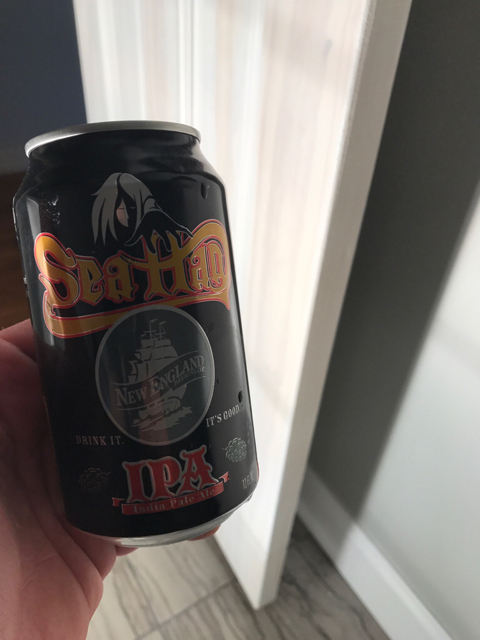 Sea Hag
NEW ENGLAND
DRINK IT.
IT'S GOOD.
IPA
India Pale Ale